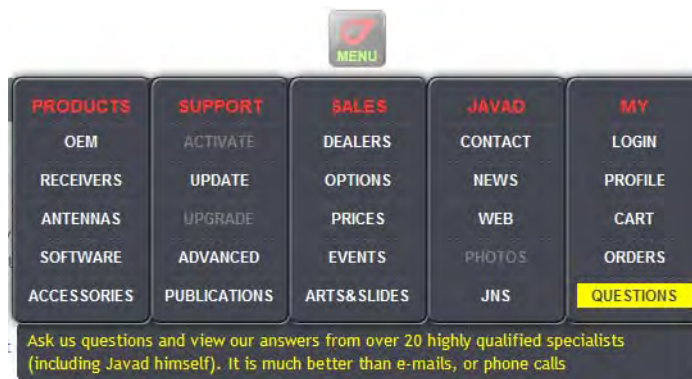 MENU
PRODUCTS SUPPORT SALES JAVAD MY
OEM ACTIVATE DEALERS CONTACT LOGIN
RECEIVERS UPDATE OPTIONS NEWS PROFILE
ANTENNAS UPGRADE PRICES WEB CART
SOFTWARE ADVANCED EVENTS PHOTOS ORDERS
ACCESSORIES PUBLICATIONS ARTS&SLIDES JNS QUESTIONS
Ask us questions and view our answers from over 20 highly qualified specialists
(including Javad himself). It is much better than e-mails, or phone calls